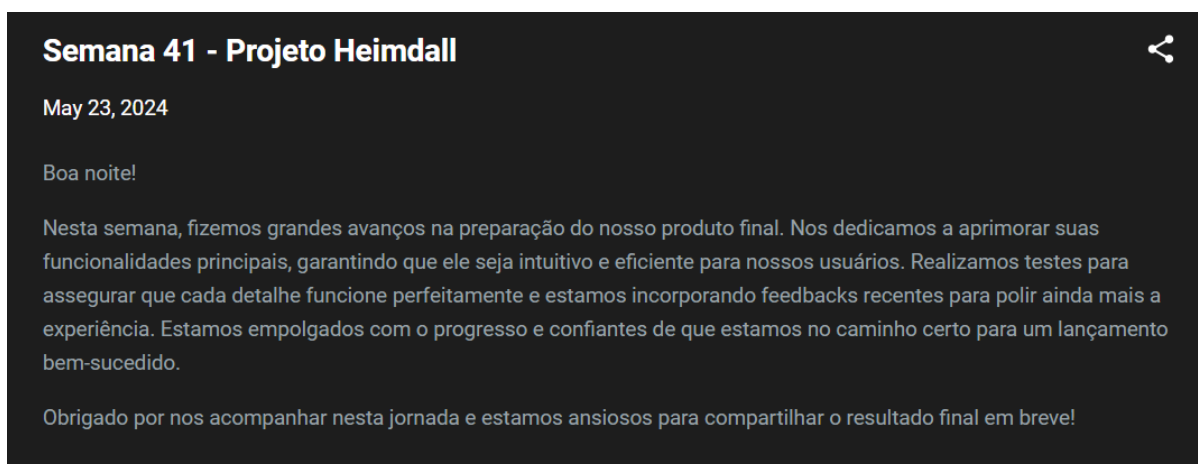 Semana 41 - Projeto Heimdall
May 23, 2024
Boa noite!
Nesta semana, fizemos grandes avanços na preparação do nosso produto final. Nos dedicamos a aprimorar suas
funcionalidades principais, garantindo que ele seja intuitivo e eficiente para nossos usuários. Realizamos testes para
assegurar que cada detalhe funcione perfeitamente e estamos incorporando feedbacks recentes para polir ainda mais a
experiência. Estamos empolgados com o progresso e confiantes de que estamos no caminho certo para um lançamento
bem-sucedido.
Obrigado por nos acompanhar nesta jornada e estamos ansiosos para compartilhar o resultado final em breve!